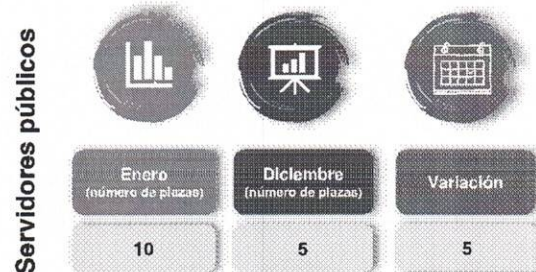 Servidores públicos
Enero
(número de plazas)
Diciembre
(número de plazas)
Variación
10
5
5